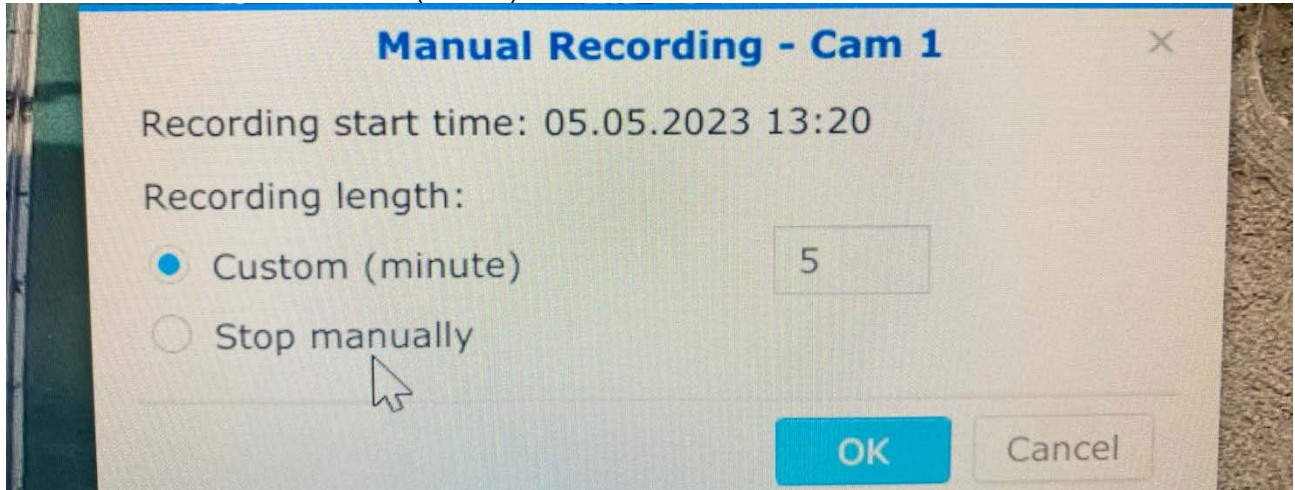 Manual Recording - Cam 1
Recording start time: 05.05.2023 13:20
Recording length:
Custom (minute) 5
Stop manually
OK Cancel